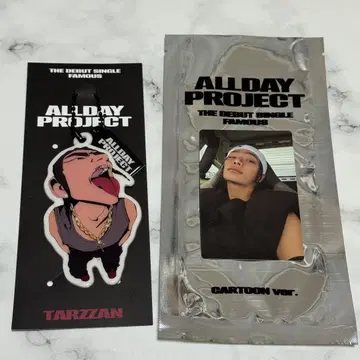 THE DEBUT SINGLE
FAMOUS
ALLDAY
PROJECT
ALLDAY
PROJECT
TARZZAN
ALLDAY
PROJECT
THE DEBUT SINGLE
FAMOUS
CARTOON ver.